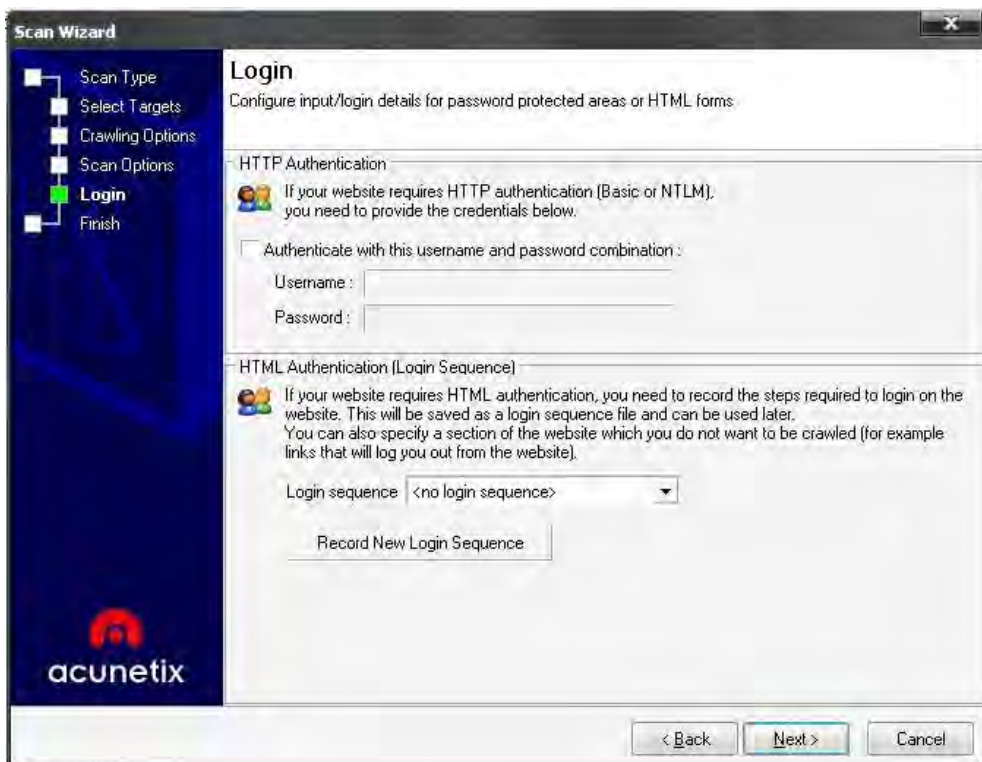 Scan Wizard
Scan Type
Select Targets
Crawling Options
Scan Options
Login
Finish
acunetix
Login
Configure input/login details for password protected areas or HTML forms
HTTP Authentication
If your website requires HTTP authentication (Basic or NTLM),
you need to provide the credentials below.
Authenticate with this username and password combination :
Username :
Password :
HTML Authentication (Login Sequence)
If your website requires HTML authentication, you need to record the steps required to login on the
website. This will be saved as a login sequence file and can be used later.
You can also specify a section of the website which you do not want to be crawled (for example
links that will log you out from the website).
Login sequence <no login sequence>
Record New Login Sequence
< Back Next > Cancel